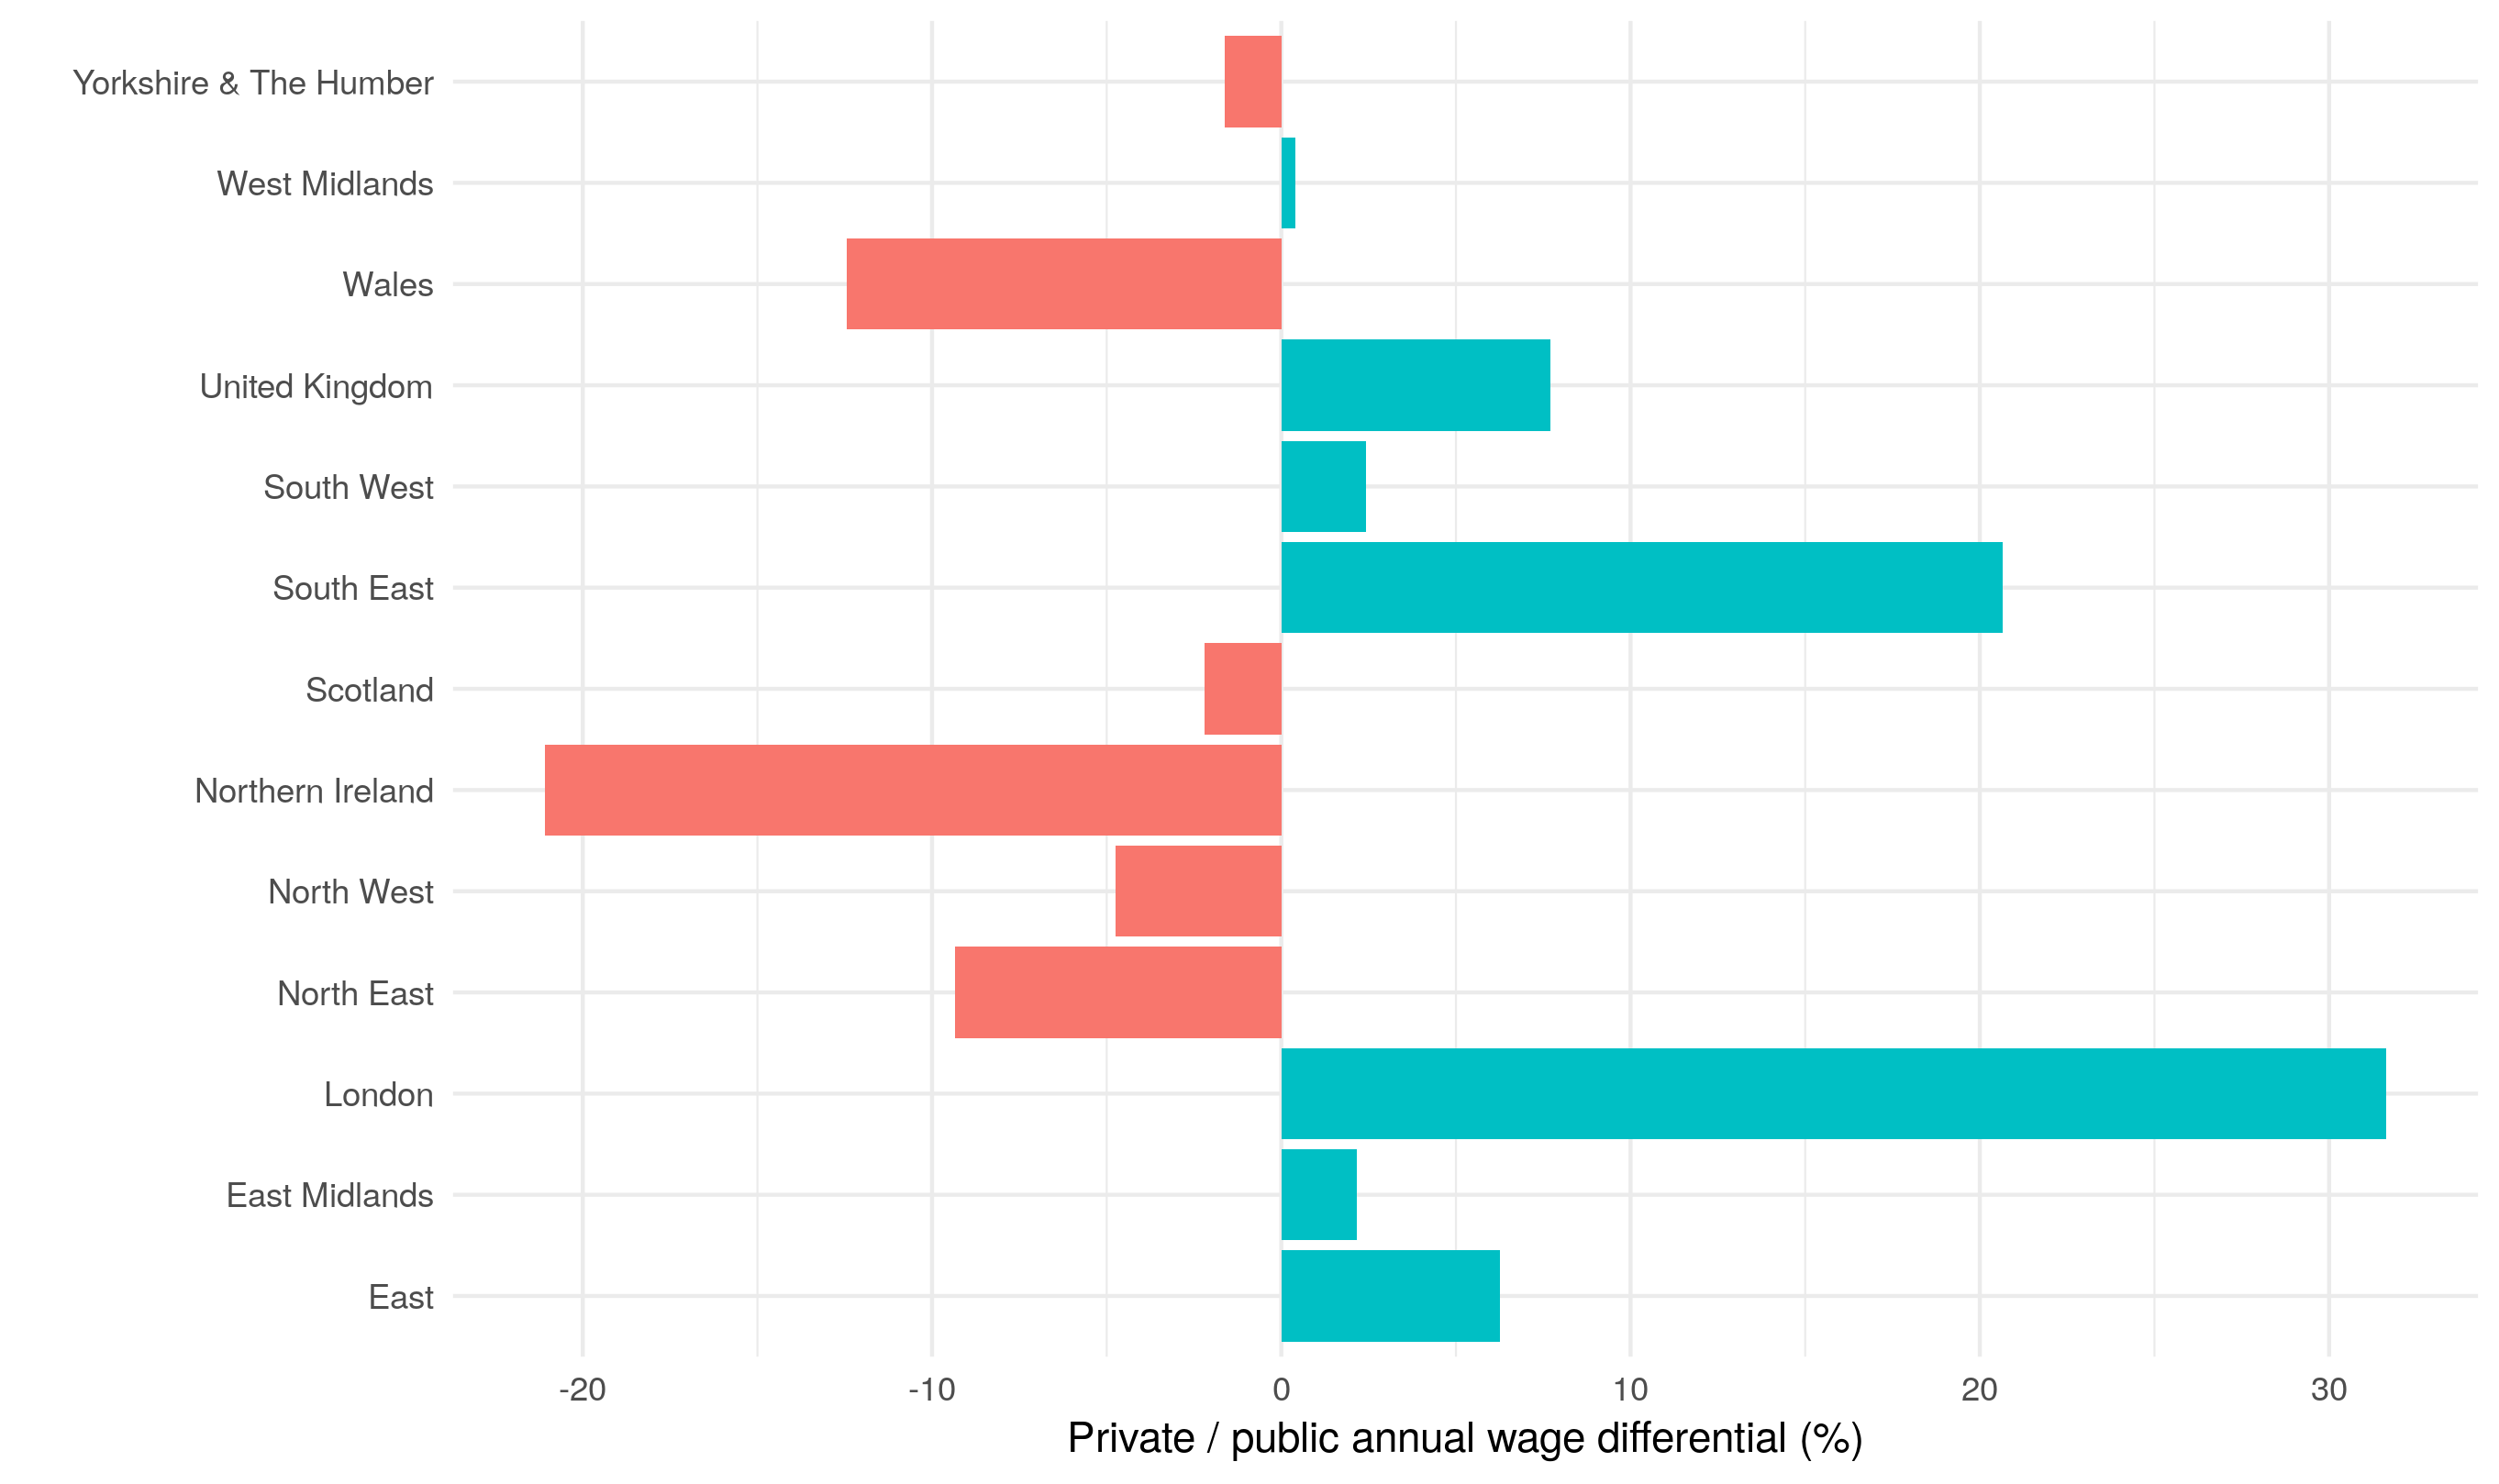 Yorkshire & The Humber
West Midlands
Wales
United Kingdom
South West
South East
Scotland
Northern Ireland
North West
North East
London
East Midlands
East
-20 -10 0 10 20 30
Private / public annual wage differential (%)